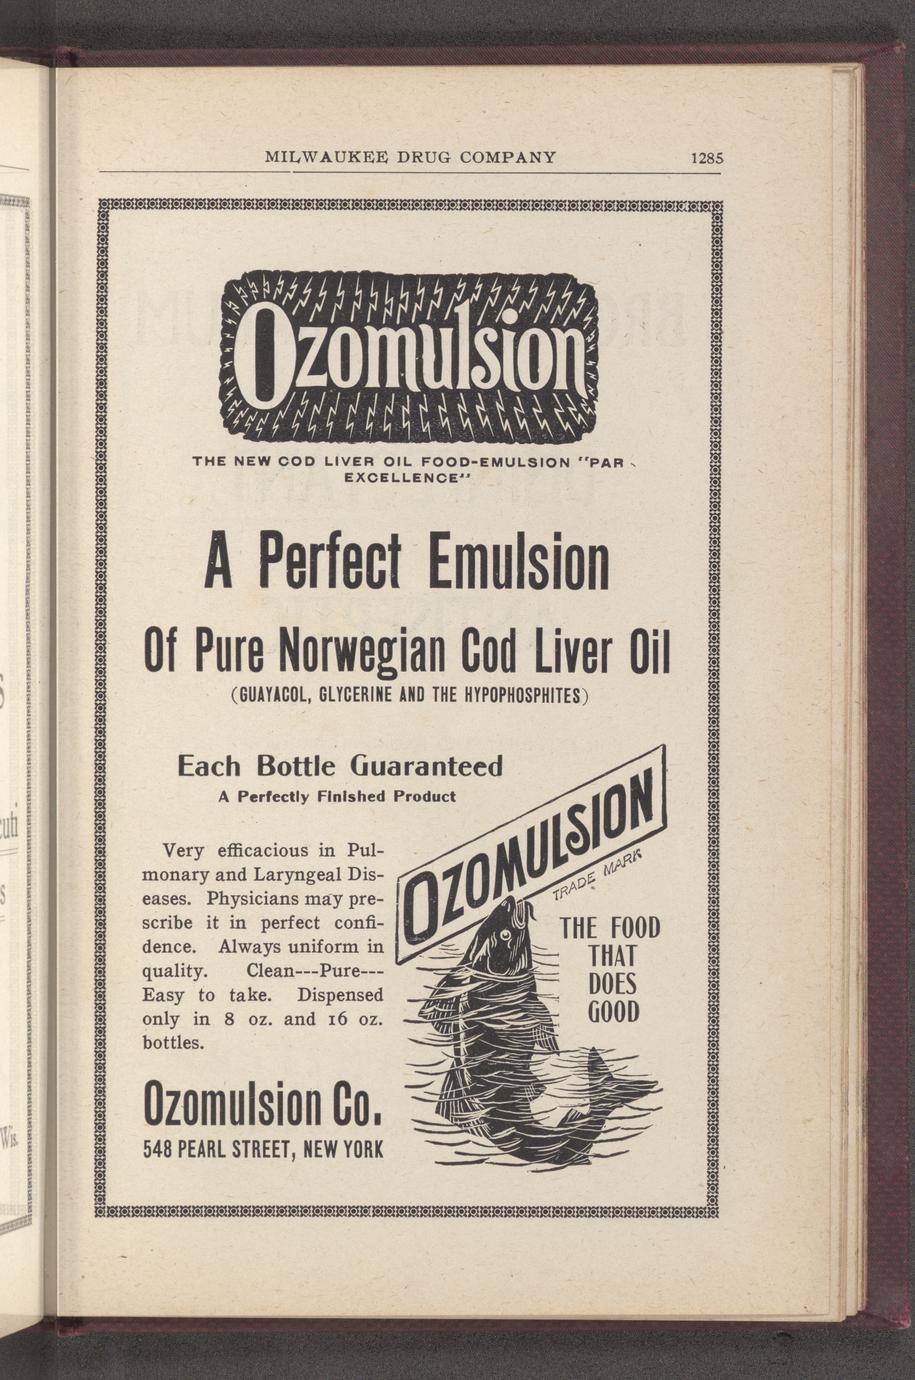 MILWAUKEE DRUG COMPANY 1285
Ozomulsion
THE NEW COD LIVER OIL FOOD-EMULSION "PAR
EXCELLENCE"
A Perfect Emulsion
Of Pure Norwegian Cod Liver Oil
(GUAYACOL, GLYCERINE AND THE HYPOPHOSPHITES)
Each Bottle Guaranteed
A Perfectly Finished Product
Very efficacious in Pul-
monary and Laryngeal Dis-
eases. Physicians may pre-
scribe it in perfect confi-
dence. Always uniform in
quality. Clean---Pure---
Easy to take. Dispensed
only in 8 oz. and 16 oz.
bottles.
OZOMULSION
TRADE MARK
THE FOOD
THAT
DOES
GOOD
Ozomulsion Co.
548 PEARL STREET, NEW YORK
Wis.